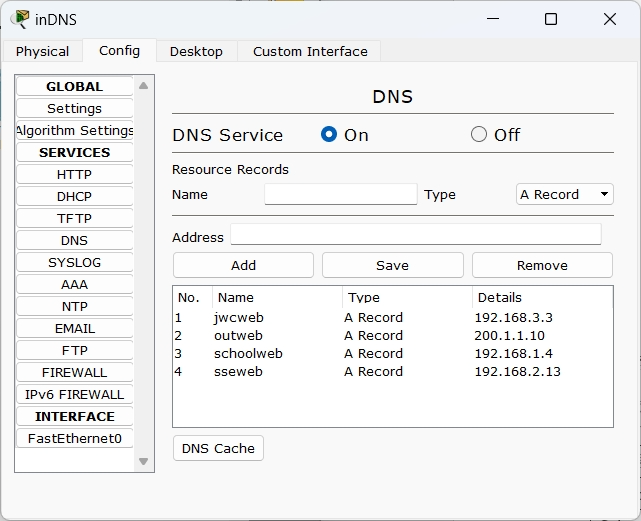 inDNS
Physical Config Desktop Custom Interface
GLOBAL
Settings
Algorithm Settings
SERVICES
HTTP
DHCP
TFTP
DNS
SYSLOG
AAA
NTP
EMAIL
FTP
FIREWALL
IPv6 FIREWALL
INTERFACE
FastEthernet0
DNS
DNS Service On Off
Resource Records
Name Type A Record
Address
Add Save Remove
No. Name Type Details
1 jwcweb A Record 192.168.3.3
2 outweb A Record 200.1.1.10
3 schoolweb A Record 192.168.1.4
4 sseweb A Record 192.168.2.13
DNS Cache